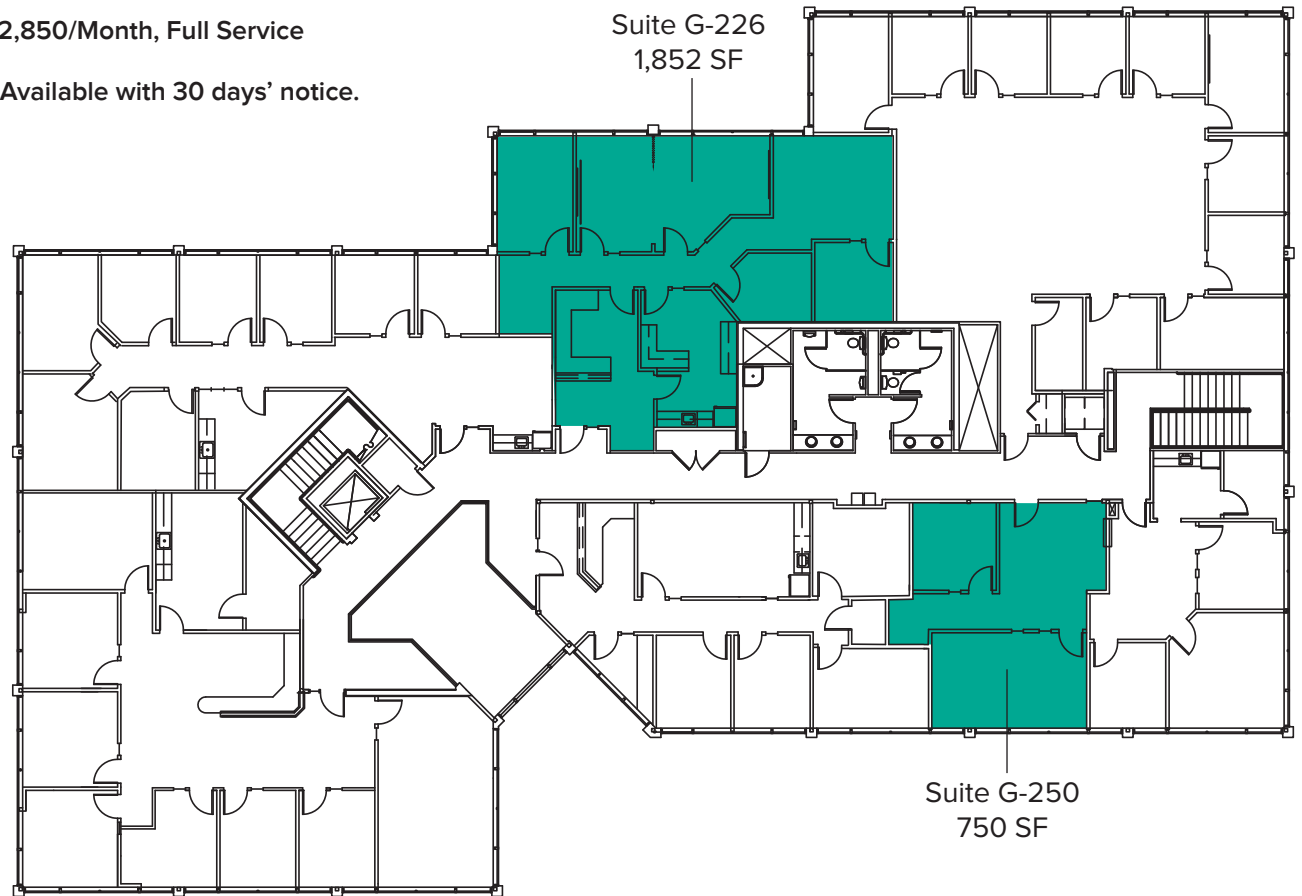 2,850/Month, Full Service
Available with 30 days’ notice.
Suite G-226
1,852 SF
Suite G-250
750 SF